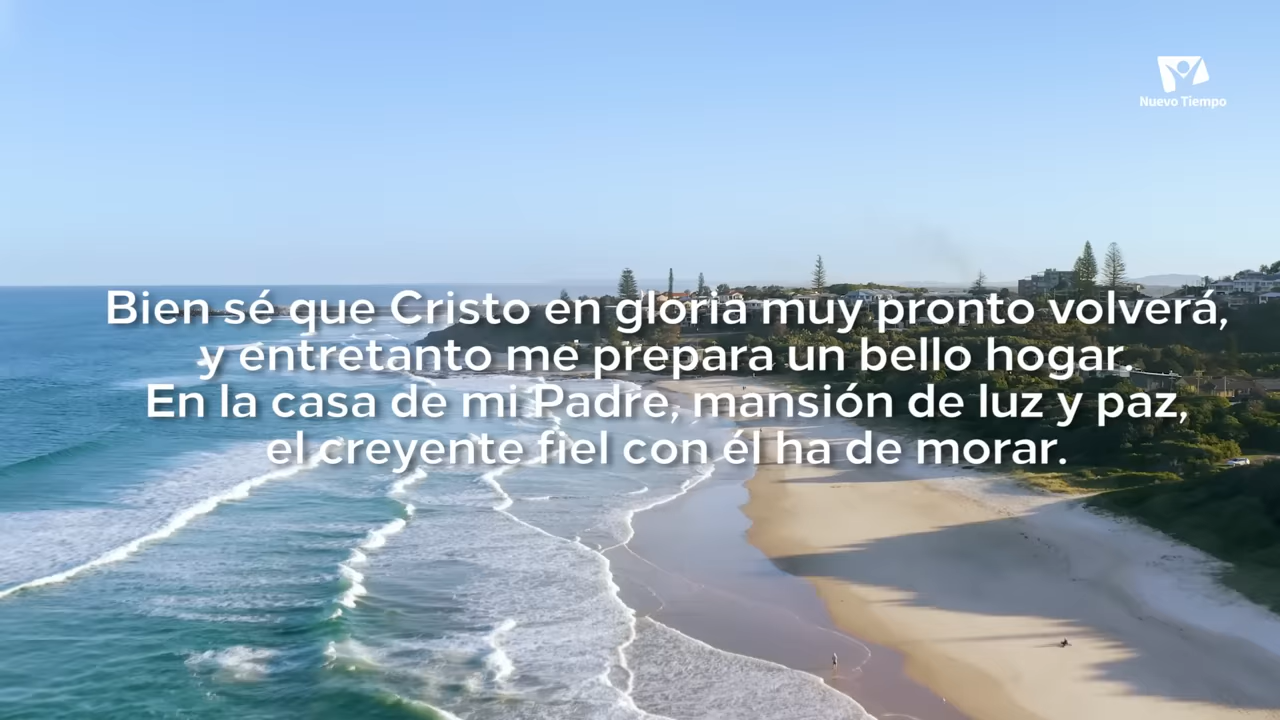 Nuevo Tiempo
Bien sé que Cristo en gloria muy pronto volverá,
y entretanto me prepara un bello hogar.
En la casa de mi Padre, mansión de luz y paz,
el creyente fiel con él ha de morar.